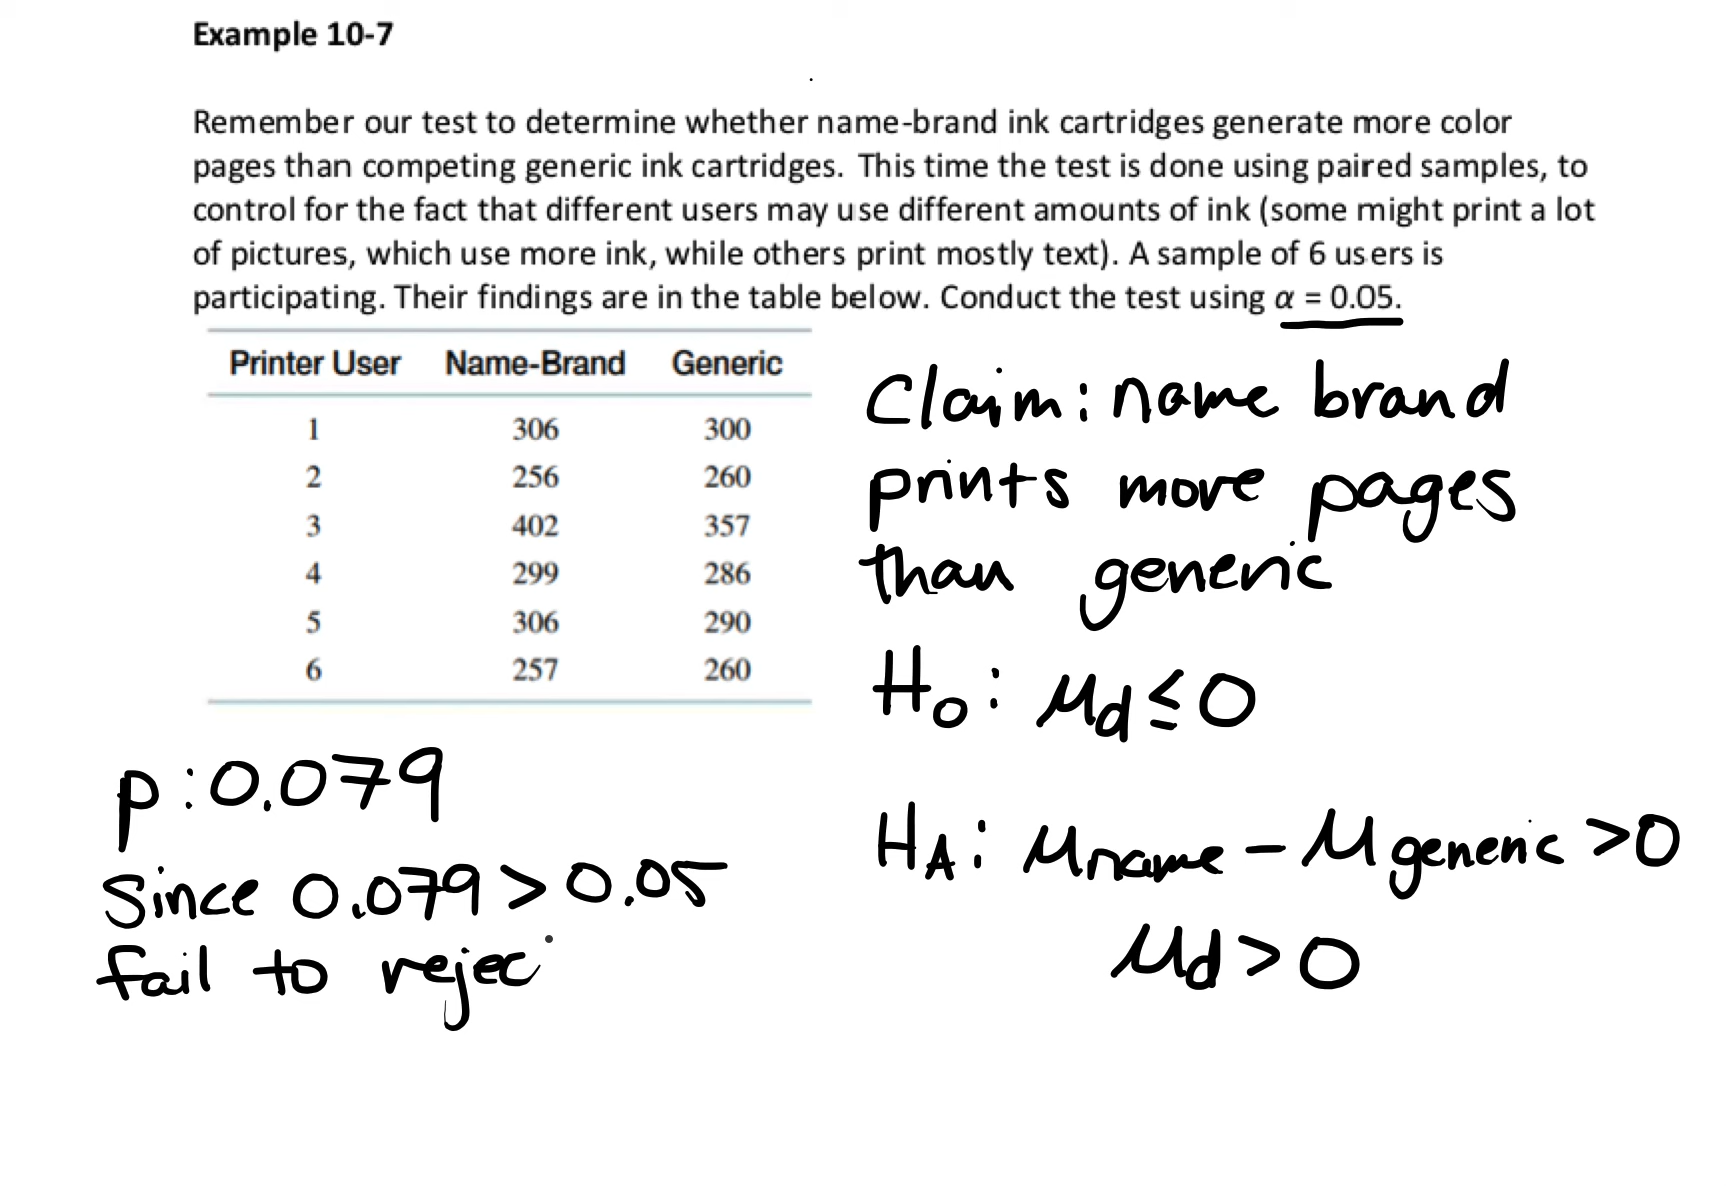 Example 10-7
Remember our test to determine whether name-brand ink cartridges generate more color
pages than competing generic ink cartridges. This time the test is done using paired samples, to
control for the fact that different users may use different amounts of ink (some might print a lot
of pictures, which use more ink, while others print mostly text). A sample of 6 users is
participating. Their findings are in the table below. Conduct the test using α = 0.05.
Printer User Name-Brand Generic
1 306 300
2 256 260
3 402 357
4 299 286
5 306 290
6 257 260
Claim: name brand
prints more pages
than generic
H₀: μd ≤ 0
HA: μname - μgeneric > 0
μd > 0
p: 0.079
Since 0.079 > 0.05
fail to rejec